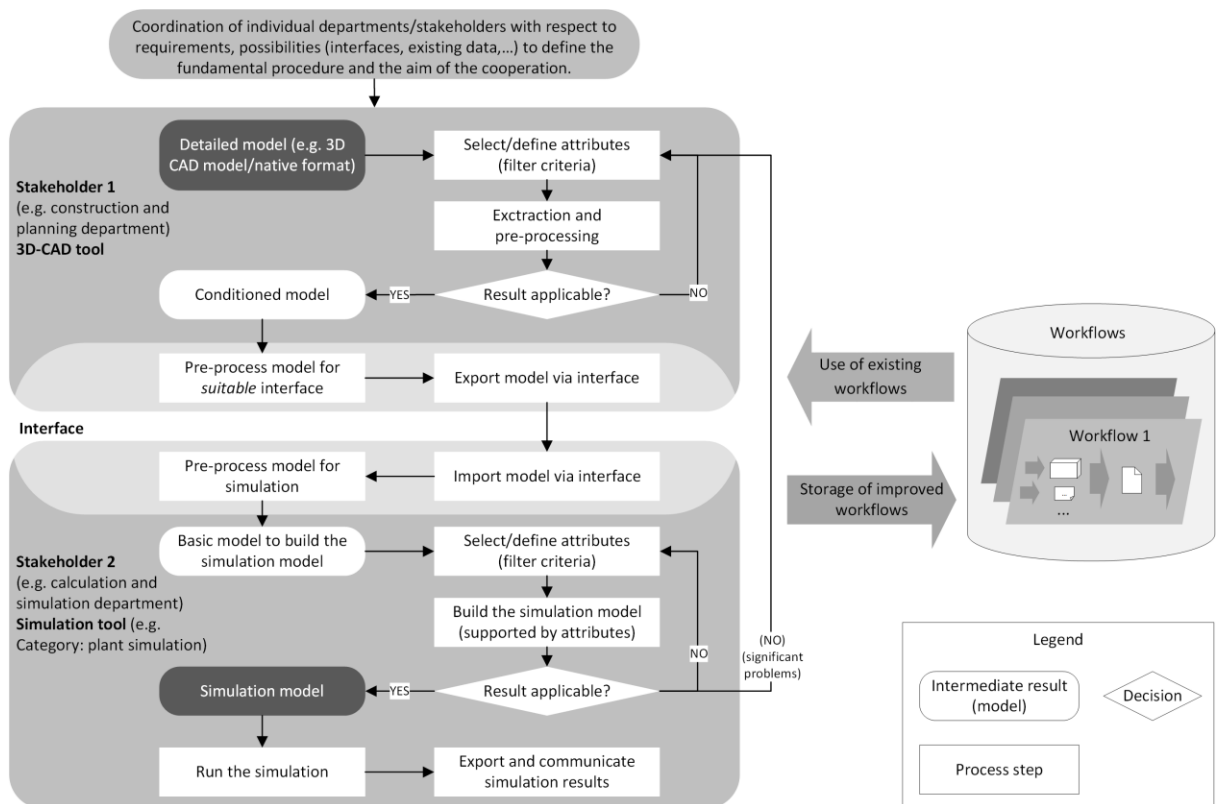 Coordination of individual departments/stakeholders with respect to
requirements, possibilities (interfaces, existing data,…) to define the
fundamental procedure and the aim of the cooperation.
Detailed model (e.g. 3D
CAD model/native format)
Select/define attributes
(filter criteria)
Stakeholder 1
(e.g. construction and
planning department)
3D-CAD tool
Exctraction and
pre-processing
Conditioned model
YES
Result applicable?
NO
Pre-process model for
suitable interface
Export model via interface
Interface
Pre-process model for
simulation
Import model via interface
Basic model to build the
simulation model
Select/define attributes
(filter criteria)
Stakeholder 2
(e.g. calculation and
simulation department)
Simulation tool (e.g.
Category: plant simulation)
Build the simulation model
(supported by attributes)
NO
(NO)
(significant
problems)
Simulation model
YES
Result applicable?
Run the simulation
Export and communicate
simulation results
Use of existing
workflows
Storage of improved
workflows
Workflows
Workflow 1
...
...
Legend
Intermediate result
(model)
Decision
Process step